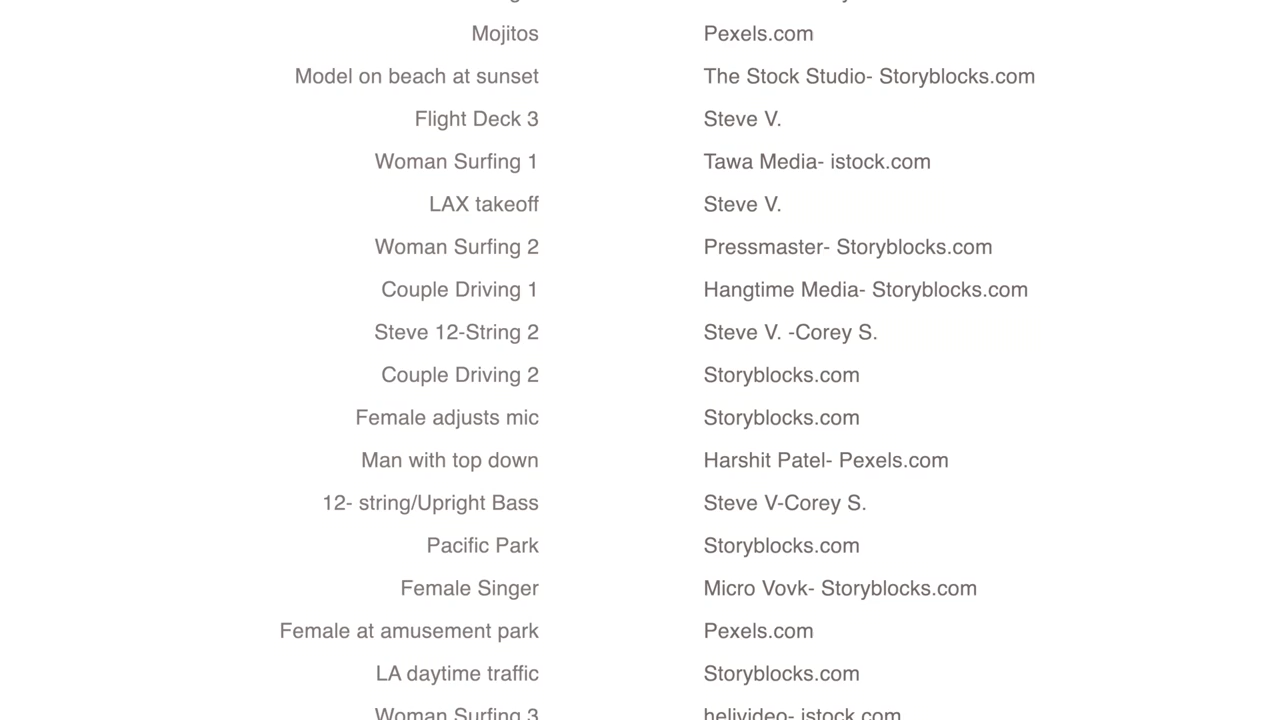 Mojitos Pexels.com
Model on beach at sunset The Stock Studio- Storyblocks.com
Flight Deck 3 Steve V.
Woman Surfing 1 Tawa Media- istock.com
LAX takeoff Steve V.
Woman Surfing 2 Pressmaster- Storyblocks.com
Couple Driving 1 Hangtime Media- Storyblocks.com
Steve 12-String 2 Steve V. -Corey S.
Couple Driving 2 Storyblocks.com
Female adjusts mic Storyblocks.com
Man with top down Harshit Patel- Pexels.com
12- string/Upright Bass Steve V-Corey S.
Pacific Park Storyblocks.com
Female Singer Micro Vovk- Storyblocks.com
Female at amusement park Pexels.com
LA daytime traffic Storyblocks.com
Woman Surfing 3 helivideo- istock.com